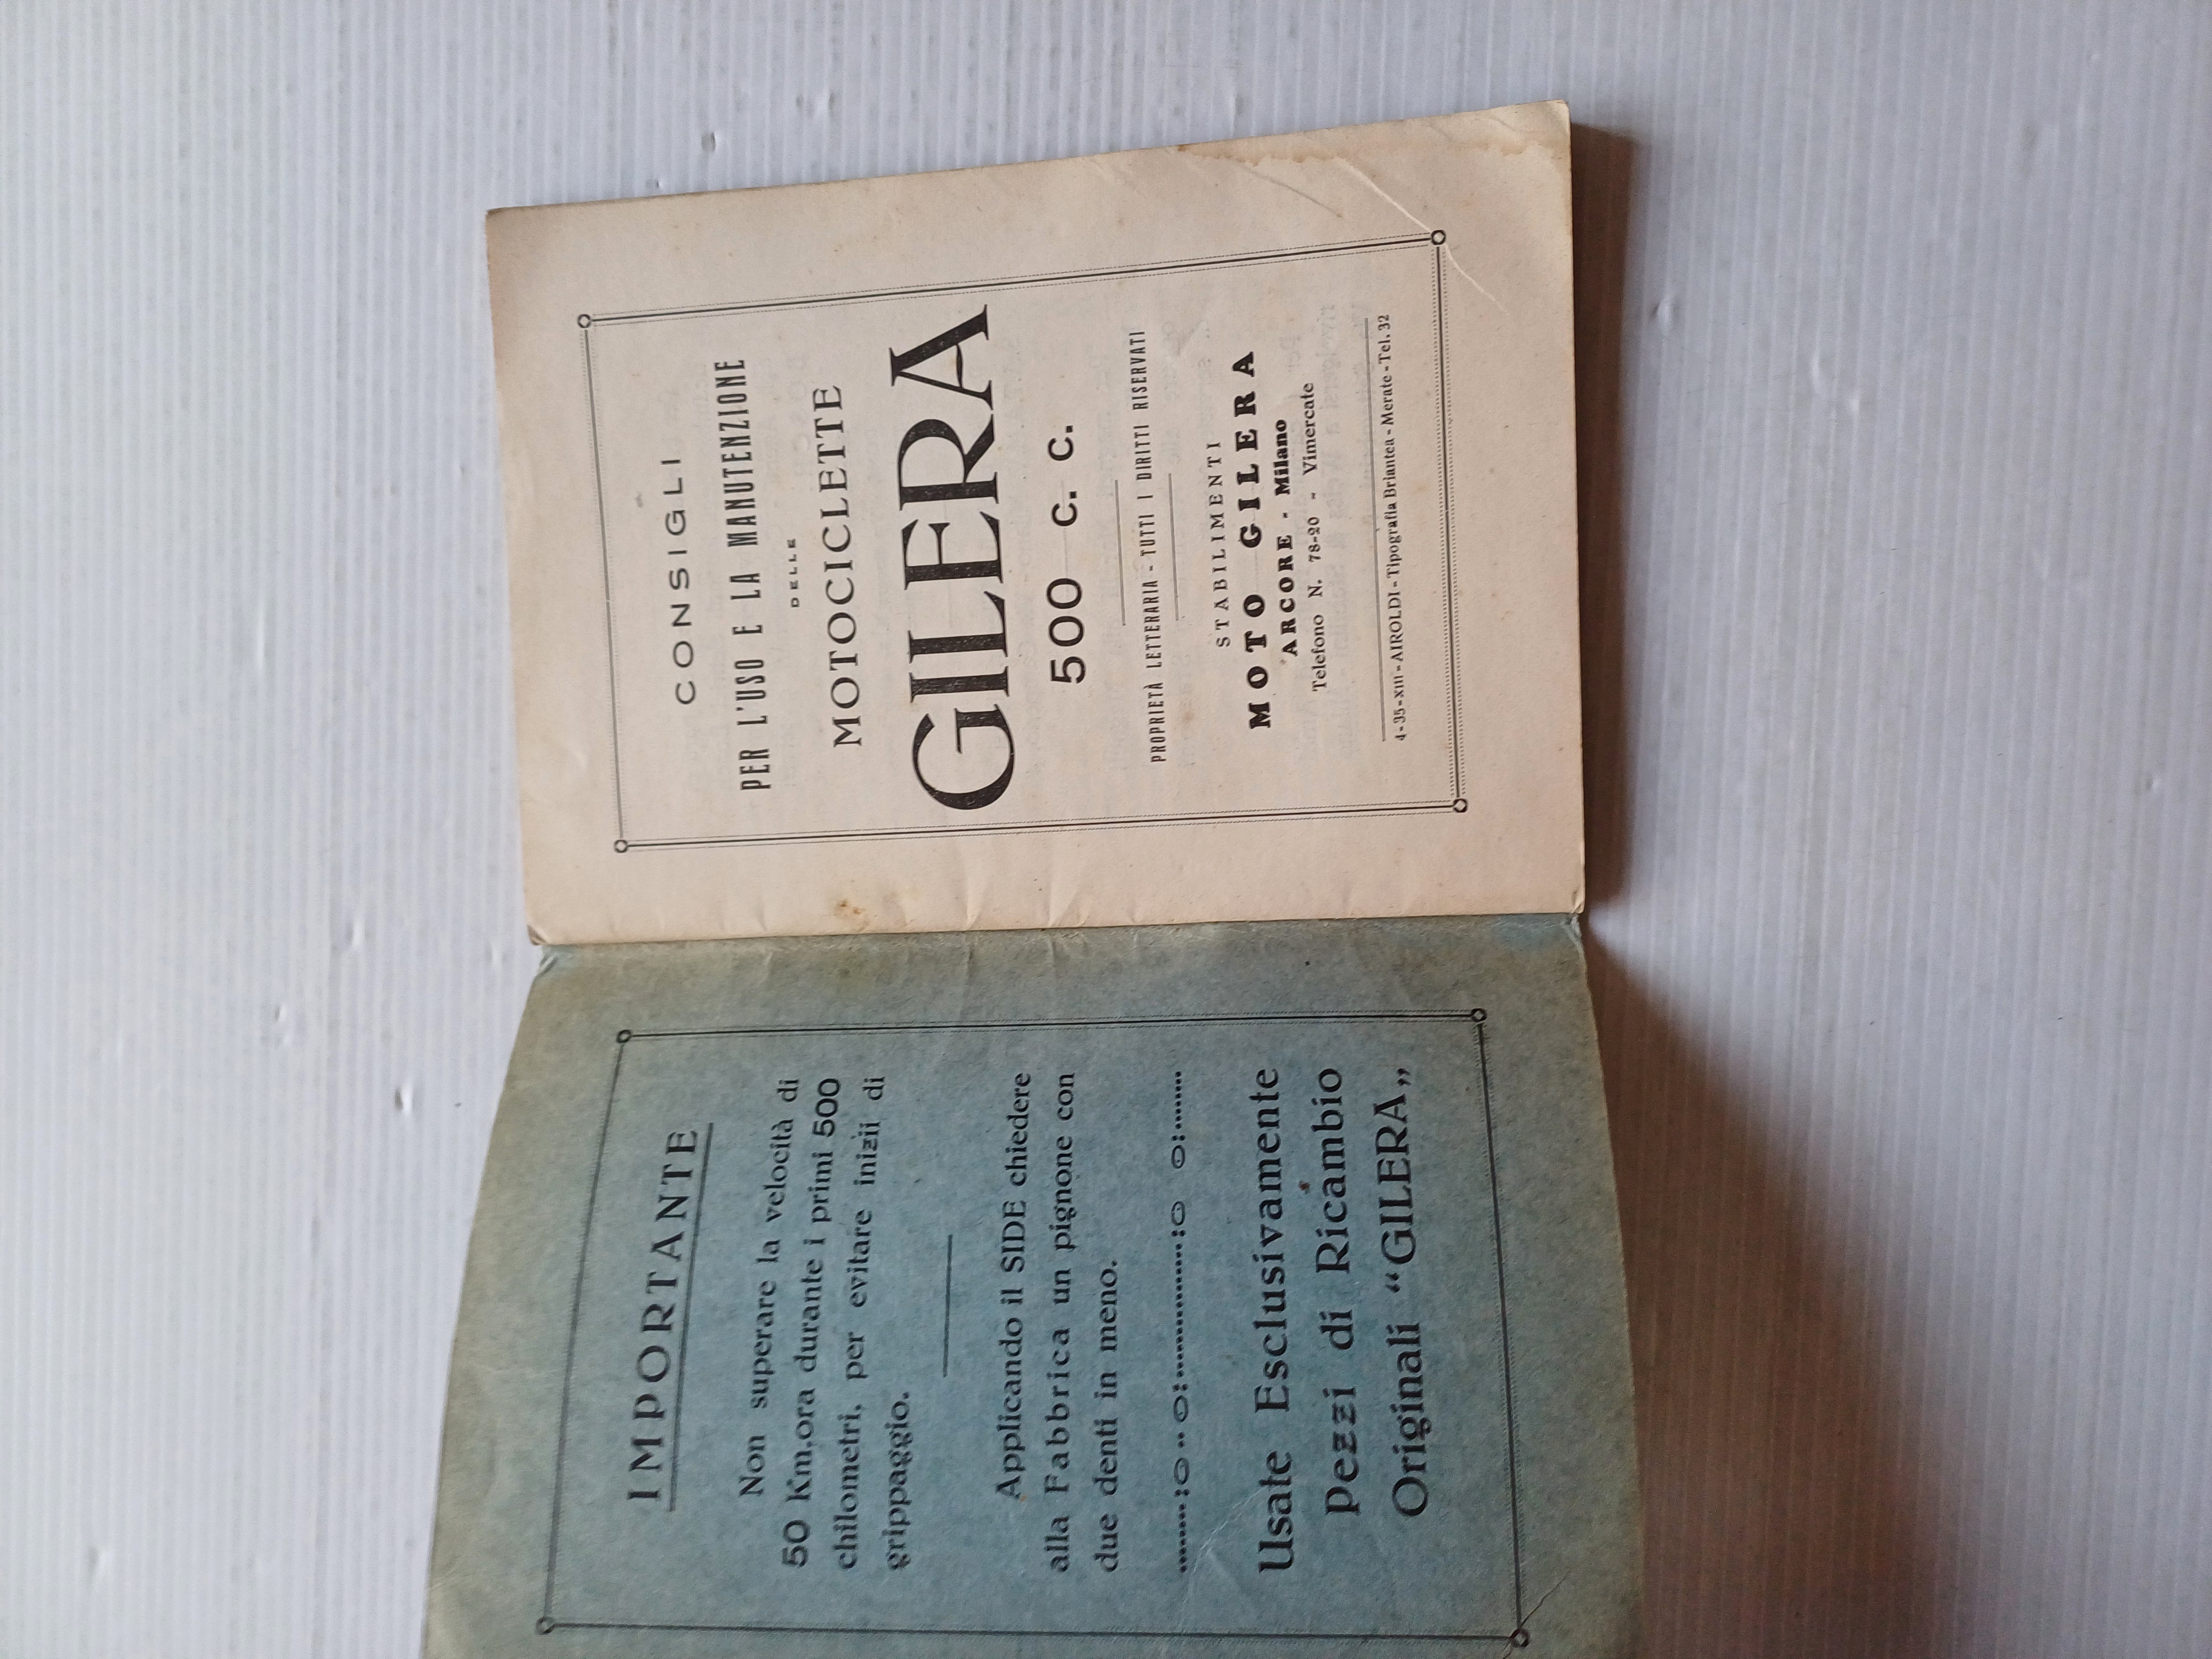 IMPORTANTE
Non superare la velocità di
50 Km.ora durante i primi 500
chilometri, per evitare inizii di
grippaggio.
Applicando il SIDE chiedere
alla Fabbrica un pignone con
due denti in meno.
Usate Esclusivamente
Pezzi di Ricambio
Originali “GILERA„
CONSIGLI
PER L'USO E LA MANUTENZIONE
DELLE
MOTOCICLETTE
GILERA
500 C. C.
PROPRIETÀ LETTERARIA - TUTTI I DIRITTI RISERVATI
STABILIMENTI
MOTO GILERA
ARCORE - Milano
Telefono N. 78-20 - Vimercate
4-35-XIII - AIROLDI - Tipografia Briantea - Merate - Tel. 32